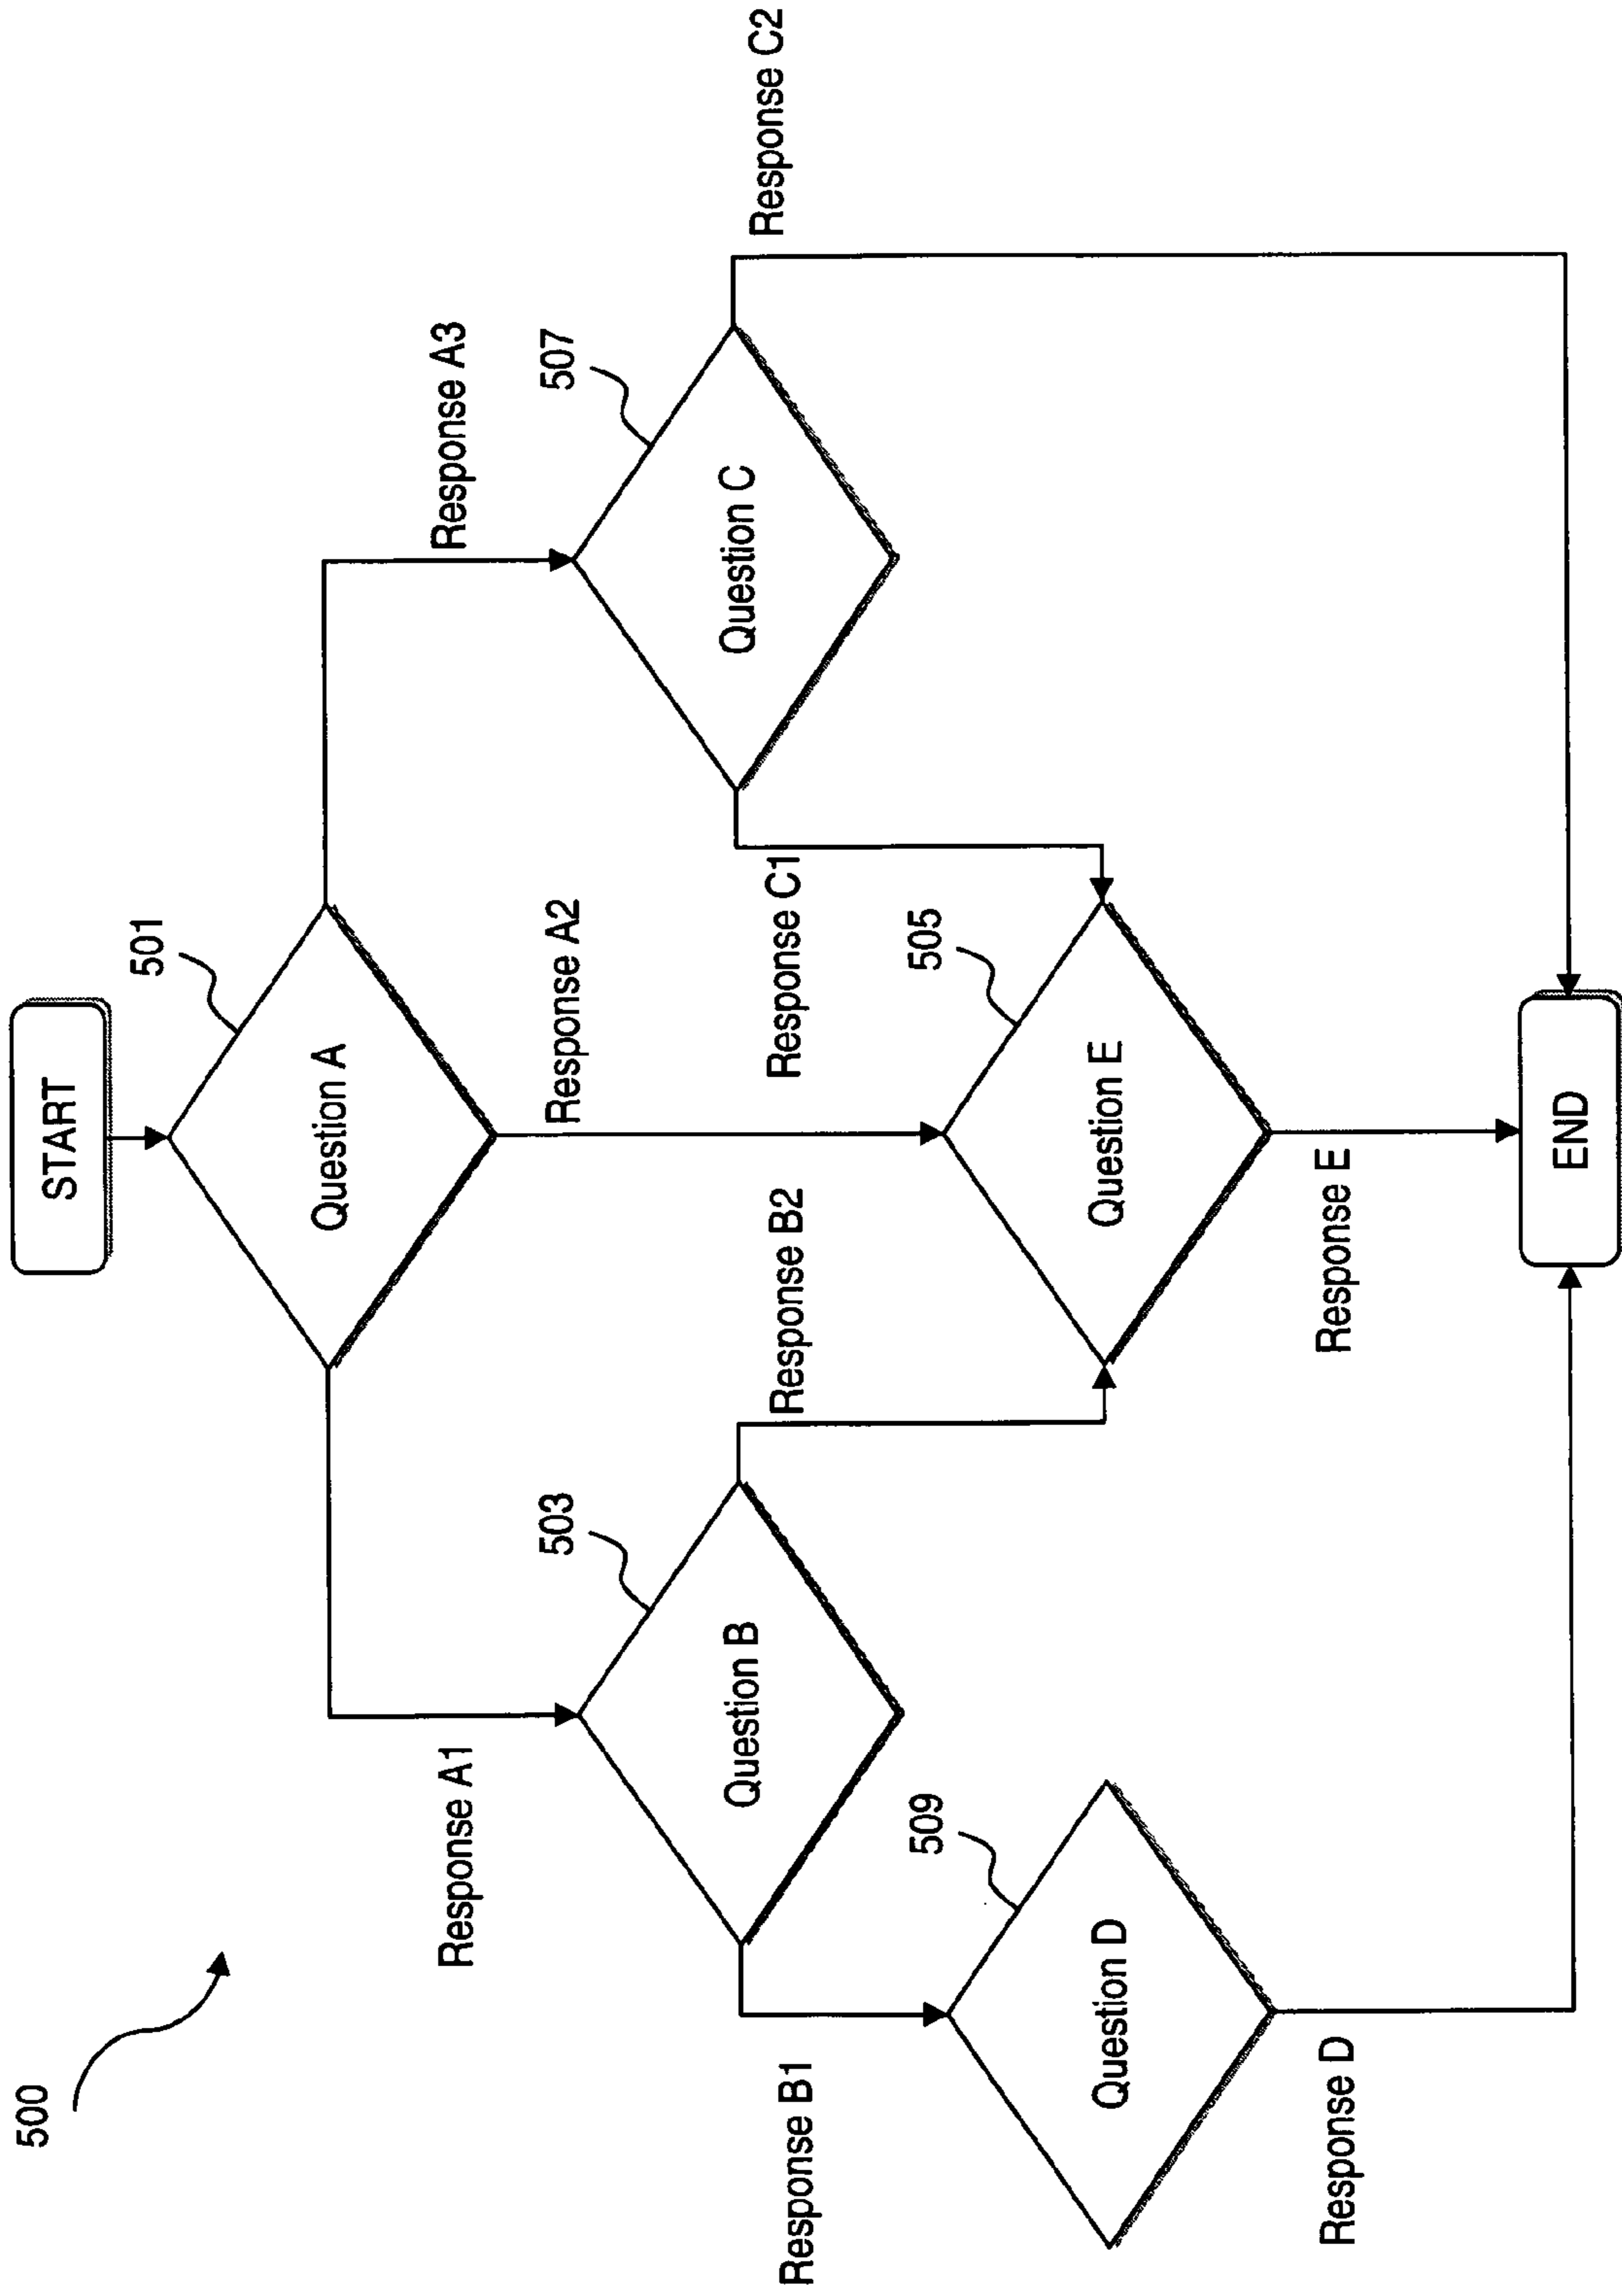 500
START
501
Question A
Response A1
Response A2
Response A3
503
Question B
507
Question C
Response B1
Response B2
Response C1
Response C2
509
Question D
505
Question E
Response D
Response E
END